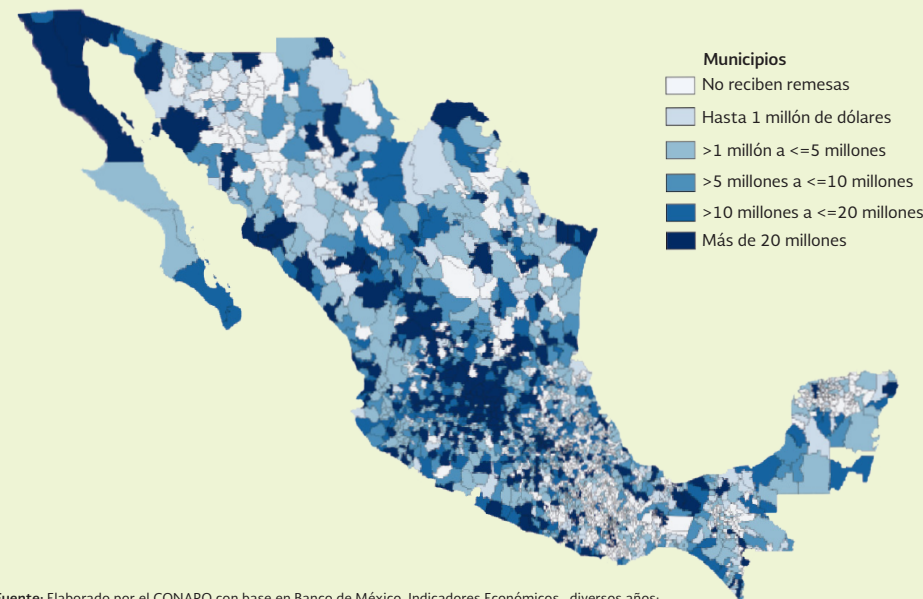 Municipios
No reciben remesas
Hasta 1 millón de dólares
>1 millón a <=5 millones
>5 millones a <=10 millones
>10 millones a <=20 millones
Más de 20 millones
Fuente: Elaborado por el CONAPO con base en Banco de México, Indicadores Económicos, diversos años;